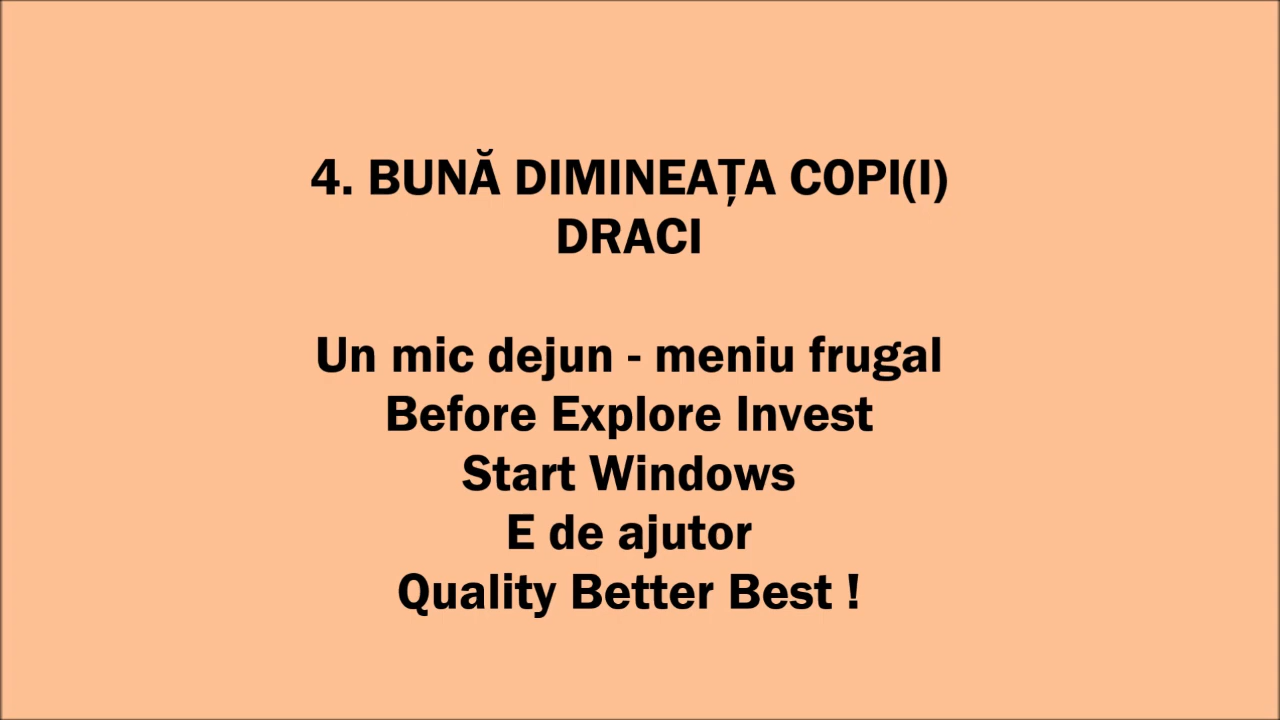 4. BUNĂ DIMINEAȚA COPI(I)
DRACI
Un mic dejun - meniu frugal
Before Explore Invest
Start Windows
E de ajutor
Quality Better Best !